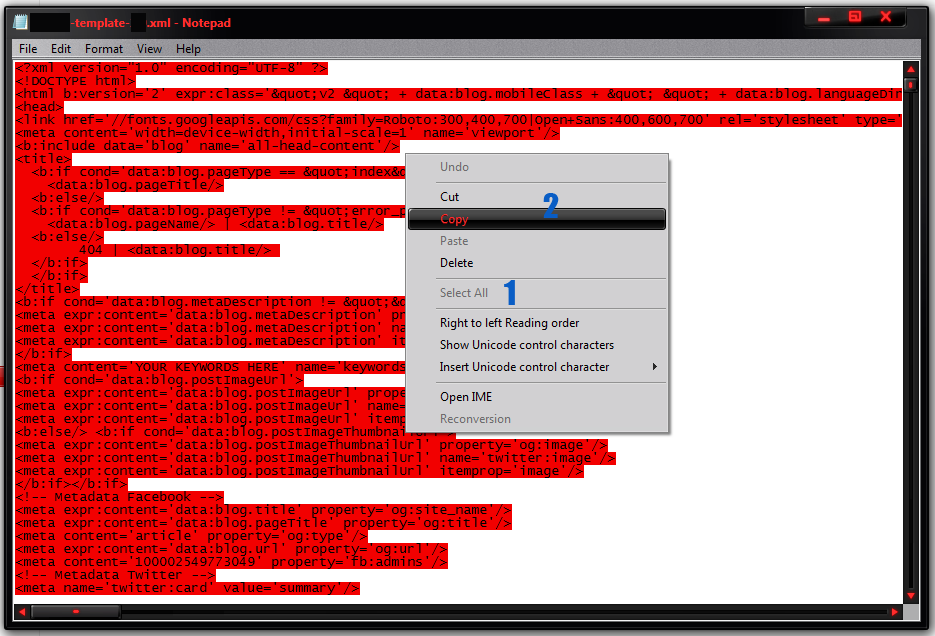 -template- .xml - Notepad
File Edit Format View Help
<?xml version="1.0" encoding="UTF-8" ?>
<!DOCTYPE html>
<html b:version='2' expr:class='&quot;v2 &quot; + data:blog.mobileClass + &quot; &quot; + data:blog.languageDir
<head>
<link href='//fonts.googleapis.com/css?family=Roboto:300,400,700|Open+Sans:400,600,700' rel='stylesheet' type='
<meta content='width=device-width,initial-scale=1' name='viewport'/>
<b:include data='blog' name='all-head-content'/>
<title>
<b:if cond='data:blog.pageType == &quot;index&q
<data:blog.pageTitle/>
<b:else/>
<b:if cond='data:blog.pageType != &quot;error_p
<data:blog.pageName/> | <data:blog.title/>
<b:else/>
404 | <data:blog.title/>
</b:if>
</b:if>
</title>
<b:if cond='data:blog.metaDescription != &quot;&q
<meta expr:content='data:blog.metaDescription' pr
<meta expr:content='data:blog.metaDescription' na
<meta expr:content='data:blog.metaDescription' it
</b:if>
<meta content='YOUR KEYWORDS HERE' name='keywords
<b:if cond='data:blog.postImageUrl'>
<meta expr:content='data:blog.postImageUrl' prope
<meta expr:content='data:blog.postImageUrl' name=
<meta expr:content='data:blog.postImageUrl' itemp
<b:else/> <b:if cond='data:blog.postImageThumbnailUrl'>
<meta expr:content='data:blog.postImageThumbnailUrl' property='og:image'/>
<meta expr:content='data:blog.postImageThumbnailUrl' name='twitter:image'/>
<meta expr:content='data:blog.postImageThumbnailUrl' itemprop='image'/>
</b:if></b:if>
<!-- Metadata Facebook -->
<meta expr:content='data:blog.title' property='og:site_name'/>
<meta expr:content='data:blog.pageTitle' property='og:title'/>
<meta content='article' property='og:type'/>
<meta expr:content='data:blog.url' property='og:url'/>
<meta content='100002549773049' property='fb:admins'/>
<!-- Metadata Twitter -->
<meta name='twitter:card' value='summary'/>
Undo
Cut
2
Copy
Paste
Delete
Select All 1
Right to left Reading order
Show Unicode control characters
Insert Unicode control character
Open IME
Reconversion